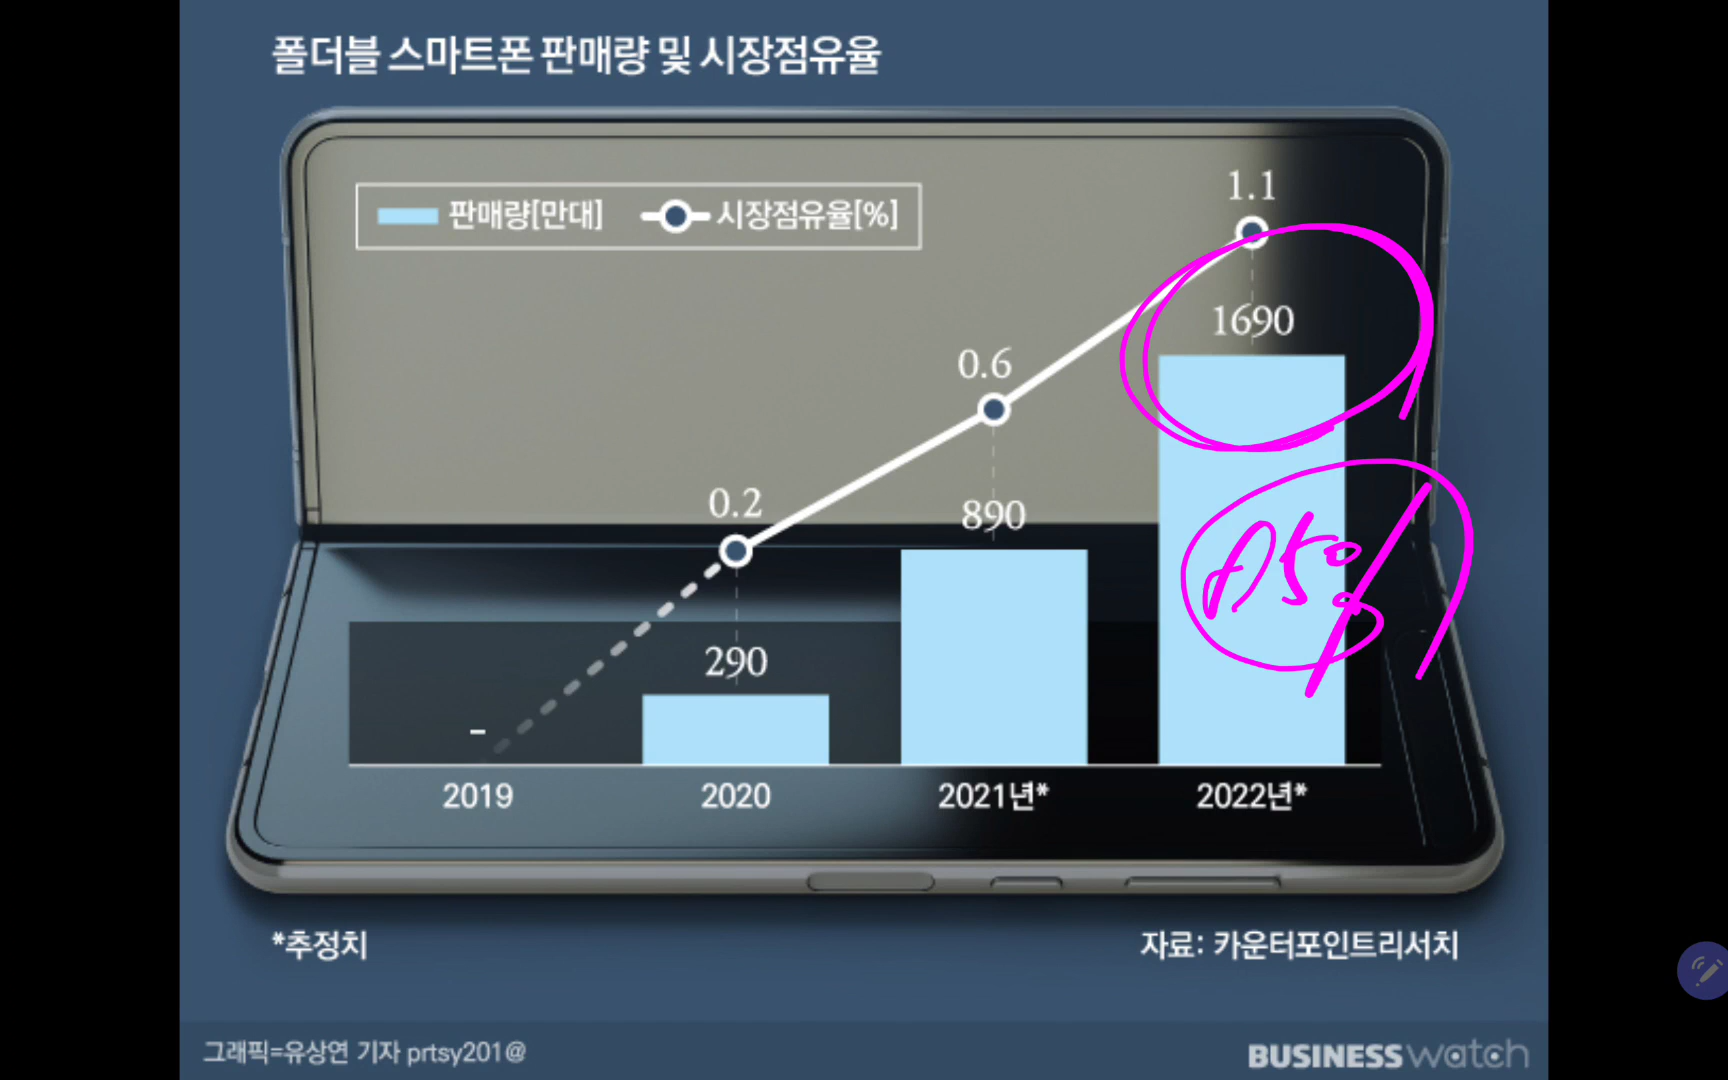 폴더블 스마트폰 판매량 및 시장점유율
판매량[만대] 시장점유율[%]
1.1
1690
0.6
890
0.2
290
-
2019 2020 2021년* 2022년*
*추정치
자료: 카운터포인트리서치
그래픽=유상연 기자 prtsy201@
BUSINESSwatch